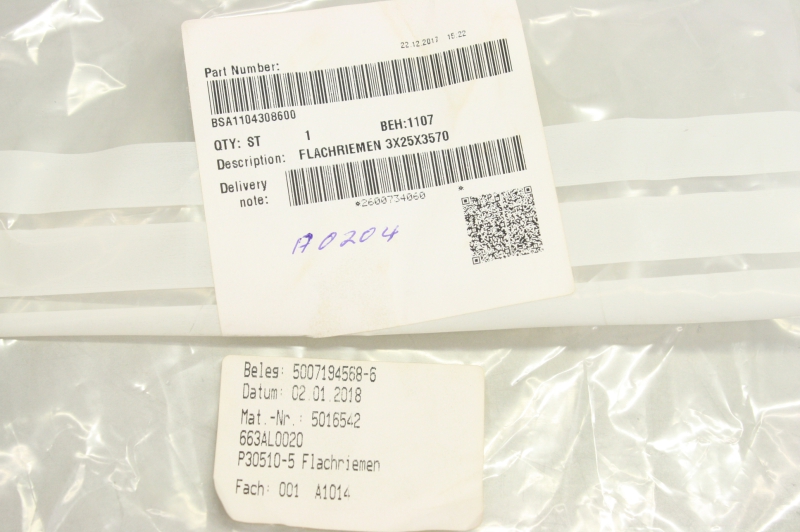 22.12.2017 15:22
Part Number:
BSA1104308600
QTY: ST 1 BEH:1107
Description: FLACHRIEMEN 3X25X3570
Delivery
note:
*2600734060 *
A0204
Beleg: 5007194568-6
Datum: 02.01.2018
Mat.-Nr.: 5016542
663AL0020
P30510-5 Flachriemen
Fach: 001 A1014